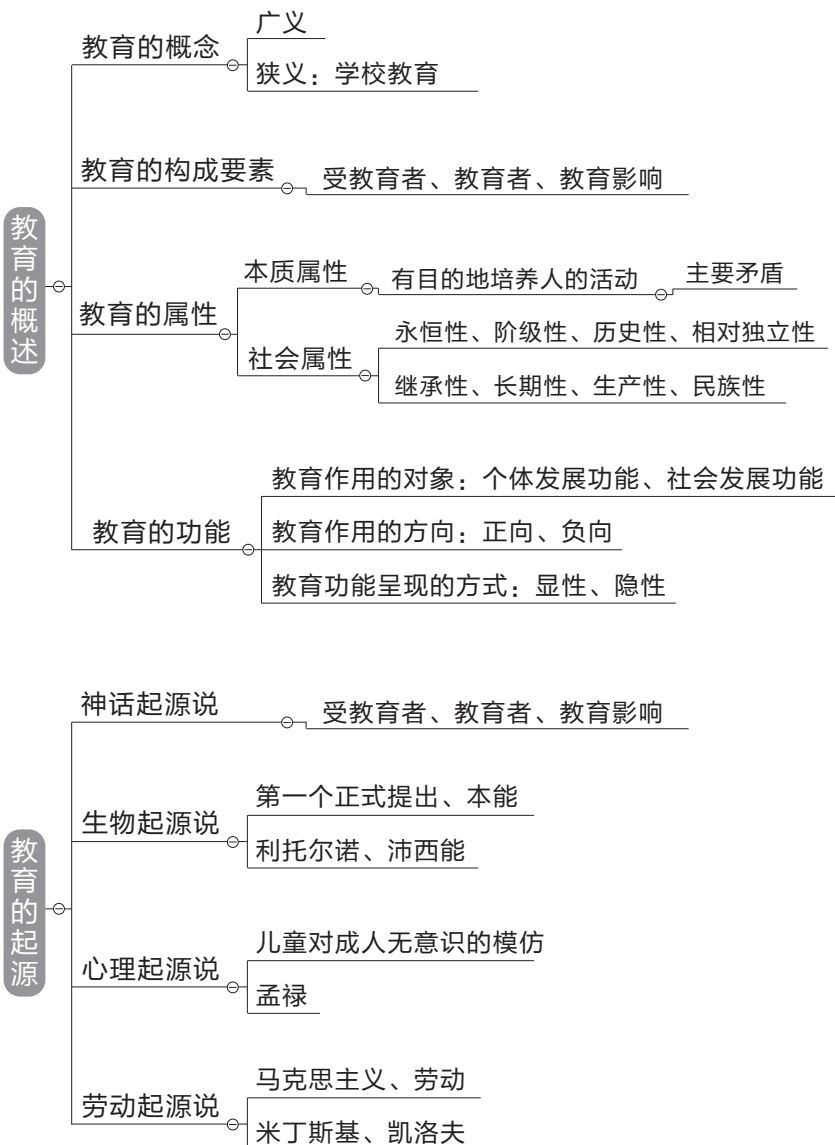 教育的概述
教育的概念
广义
狭义：学校教育
教育的构成要素
受教育者、教育者、教育影响
教育的属性
本质属性
有目的地培养人的活动
主要矛盾
社会属性
永恒性、阶级性、历史性、相对独立性
继承性、长期性、生产性、民族性
教育的功能
教育作用的对象：个体发展功能、社会发展功能
教育作用的方向：正向、负向
教育功能呈现的方式：显性、隐性
教育的起源
神话起源说
受教育者、教育者、教育影响
生物起源说
第一个正式提出、本能
利托尔诺、沛西能
心理起源说
儿童对成人无意识的模仿
孟禄
劳动起源说
马克思主义、劳动
米丁斯基、凯洛夫